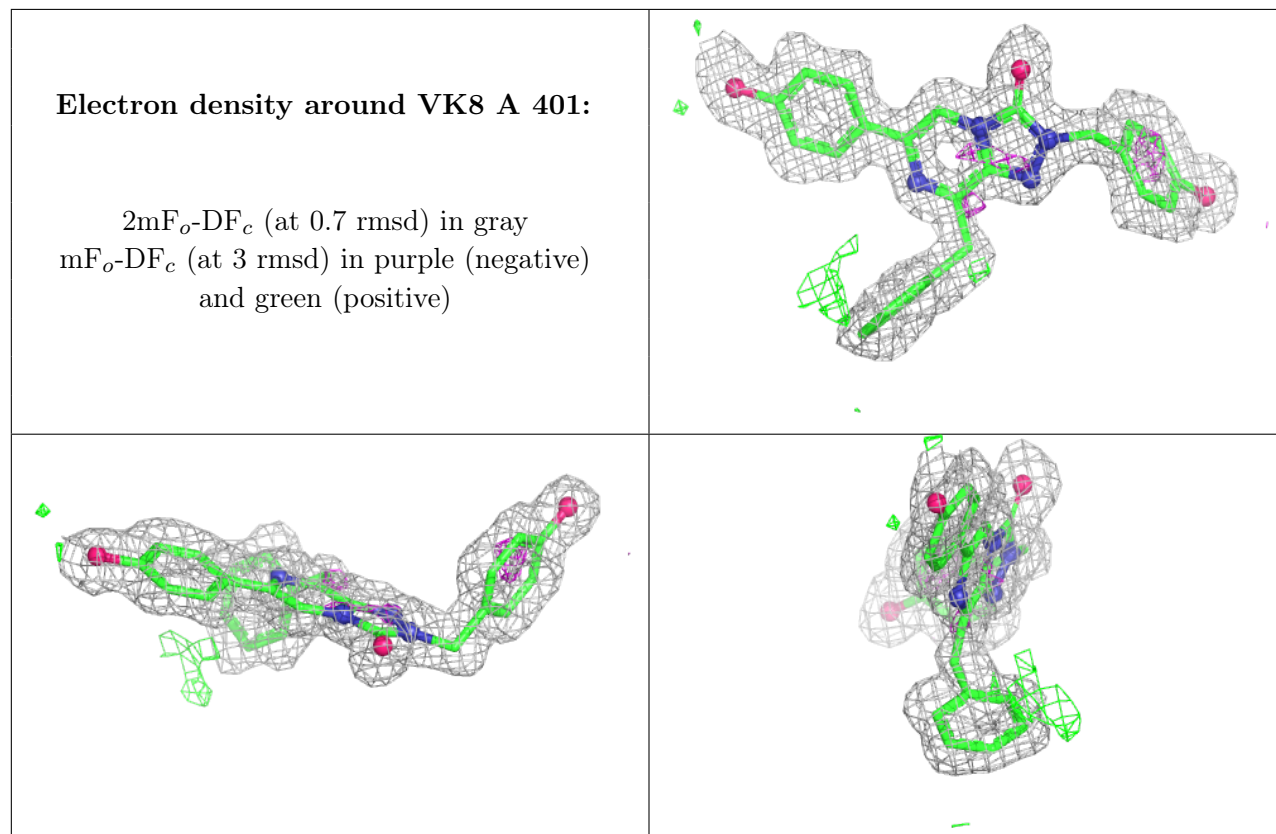 Electron density around VK8 A 401:
2mFₒ-DF𝒸 (at 0.7 rmsd) in gray
mFₒ-DF𝒸 (at 3 rmsd) in purple (negative)
and green (positive)